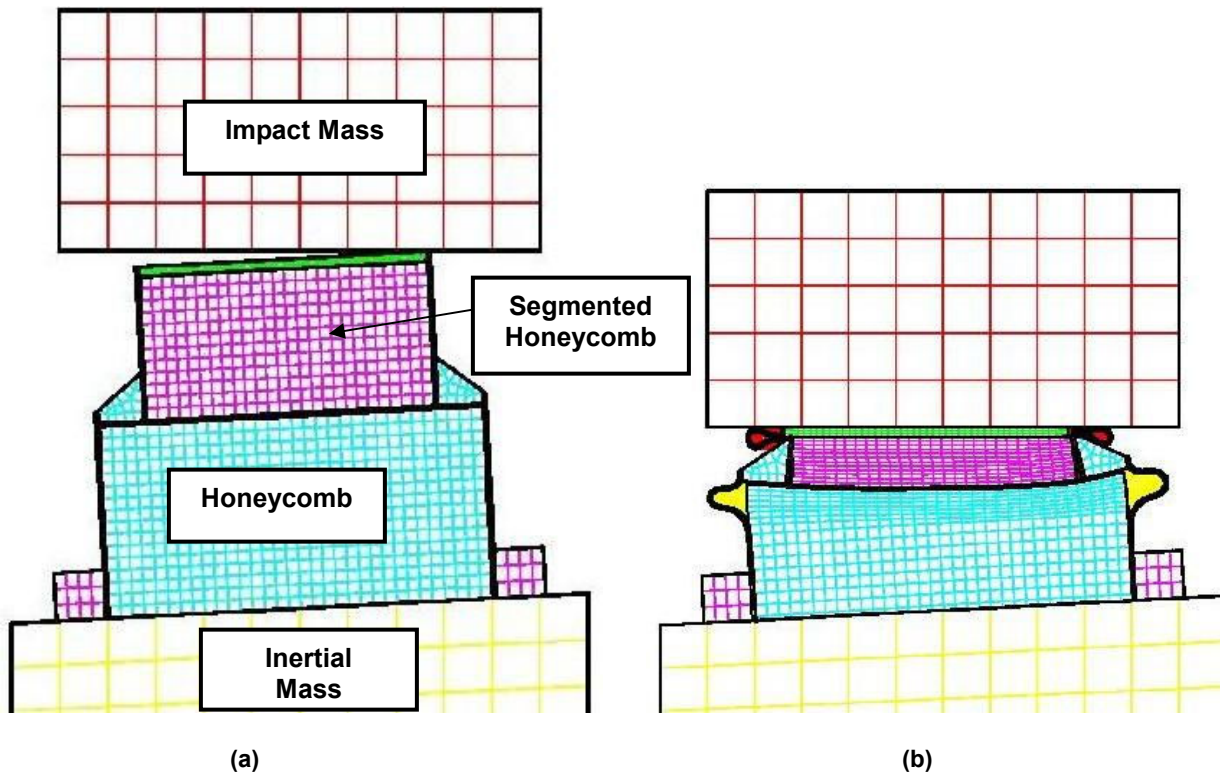 Impact Mass
Segmented
Honeycomb
Honeycomb
Inertial
Mass
(a)
(b)